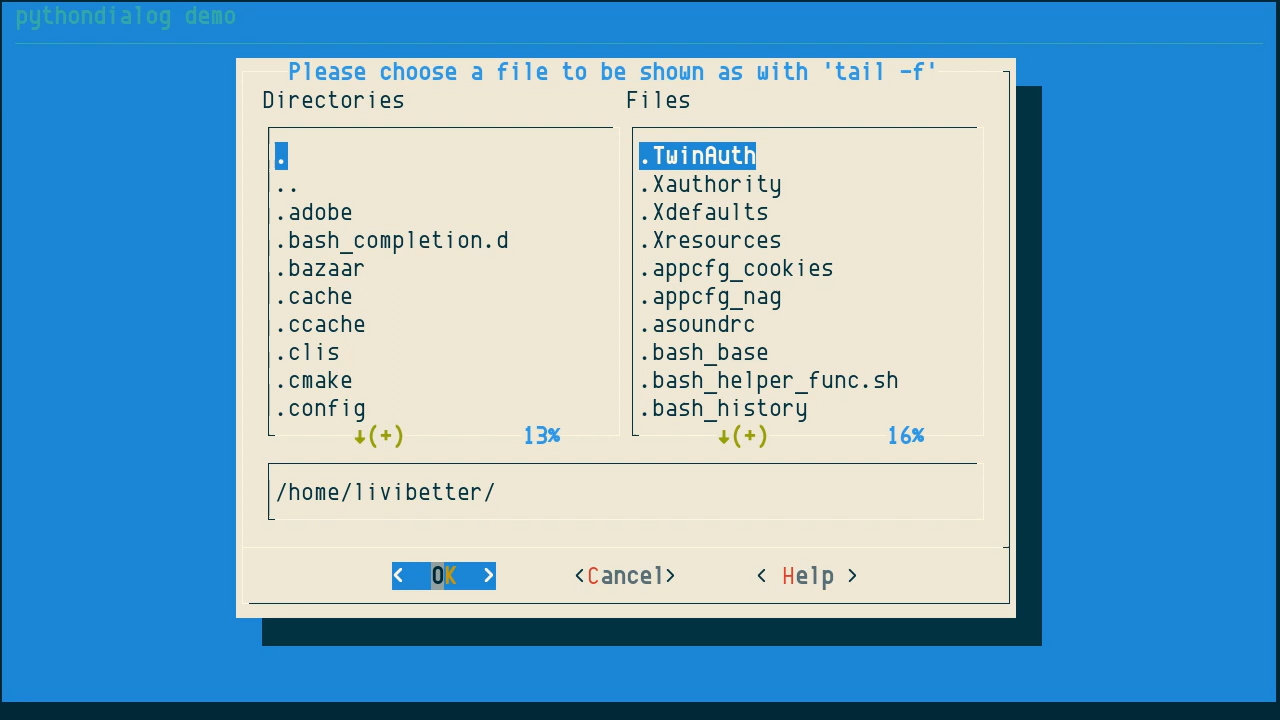 pythondialog demo
Please choose a file to be shown as with 'tail -f'
Directories
.
..
.adobe
.bash_completion.d
.bazaar
.cache
.ccache
.clis
.cmake
.config
↓(+) 13%
Files
.TwinAuth
.Xauthority
.Xdefaults
.Xresources
.appcfg_cookies
.appcfg_nag
.asoundrc
.bash_base
.bash_helper_func.sh
.bash_history
↓(+) 16%
/home/livibetter/
< OK > <Cancel> < Help >